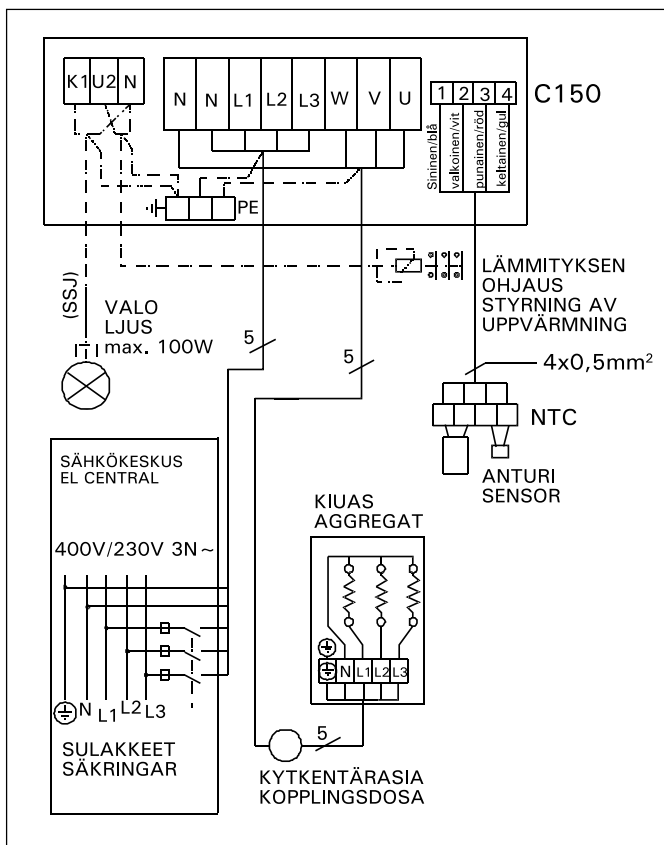 K1 U2 N
N N L1 L2 L3 W V U
1 2 3 4
C150
Sininen/blå
valkoinen/vit
punainen/röd
keltainen/gul
PE
(SSJ)
VALO
LJUS
max. 100W
LÄMMITYKSEN
OHJAUS
STYRNING AV
UPPVÄRMNING
5
5
4x0,5mm²
NTC
ANTURI
SENSOR
SÄHKÖKESKUS
EL CENTRAL
400V/230V 3N~
N L1 L2 L3
SULAKKEET
SÄKRINGAR
KIUAS
AGGREGAT
N L1 L2 L3
5
KYTKENTÄRASIA
KOPPLINGSDOSA